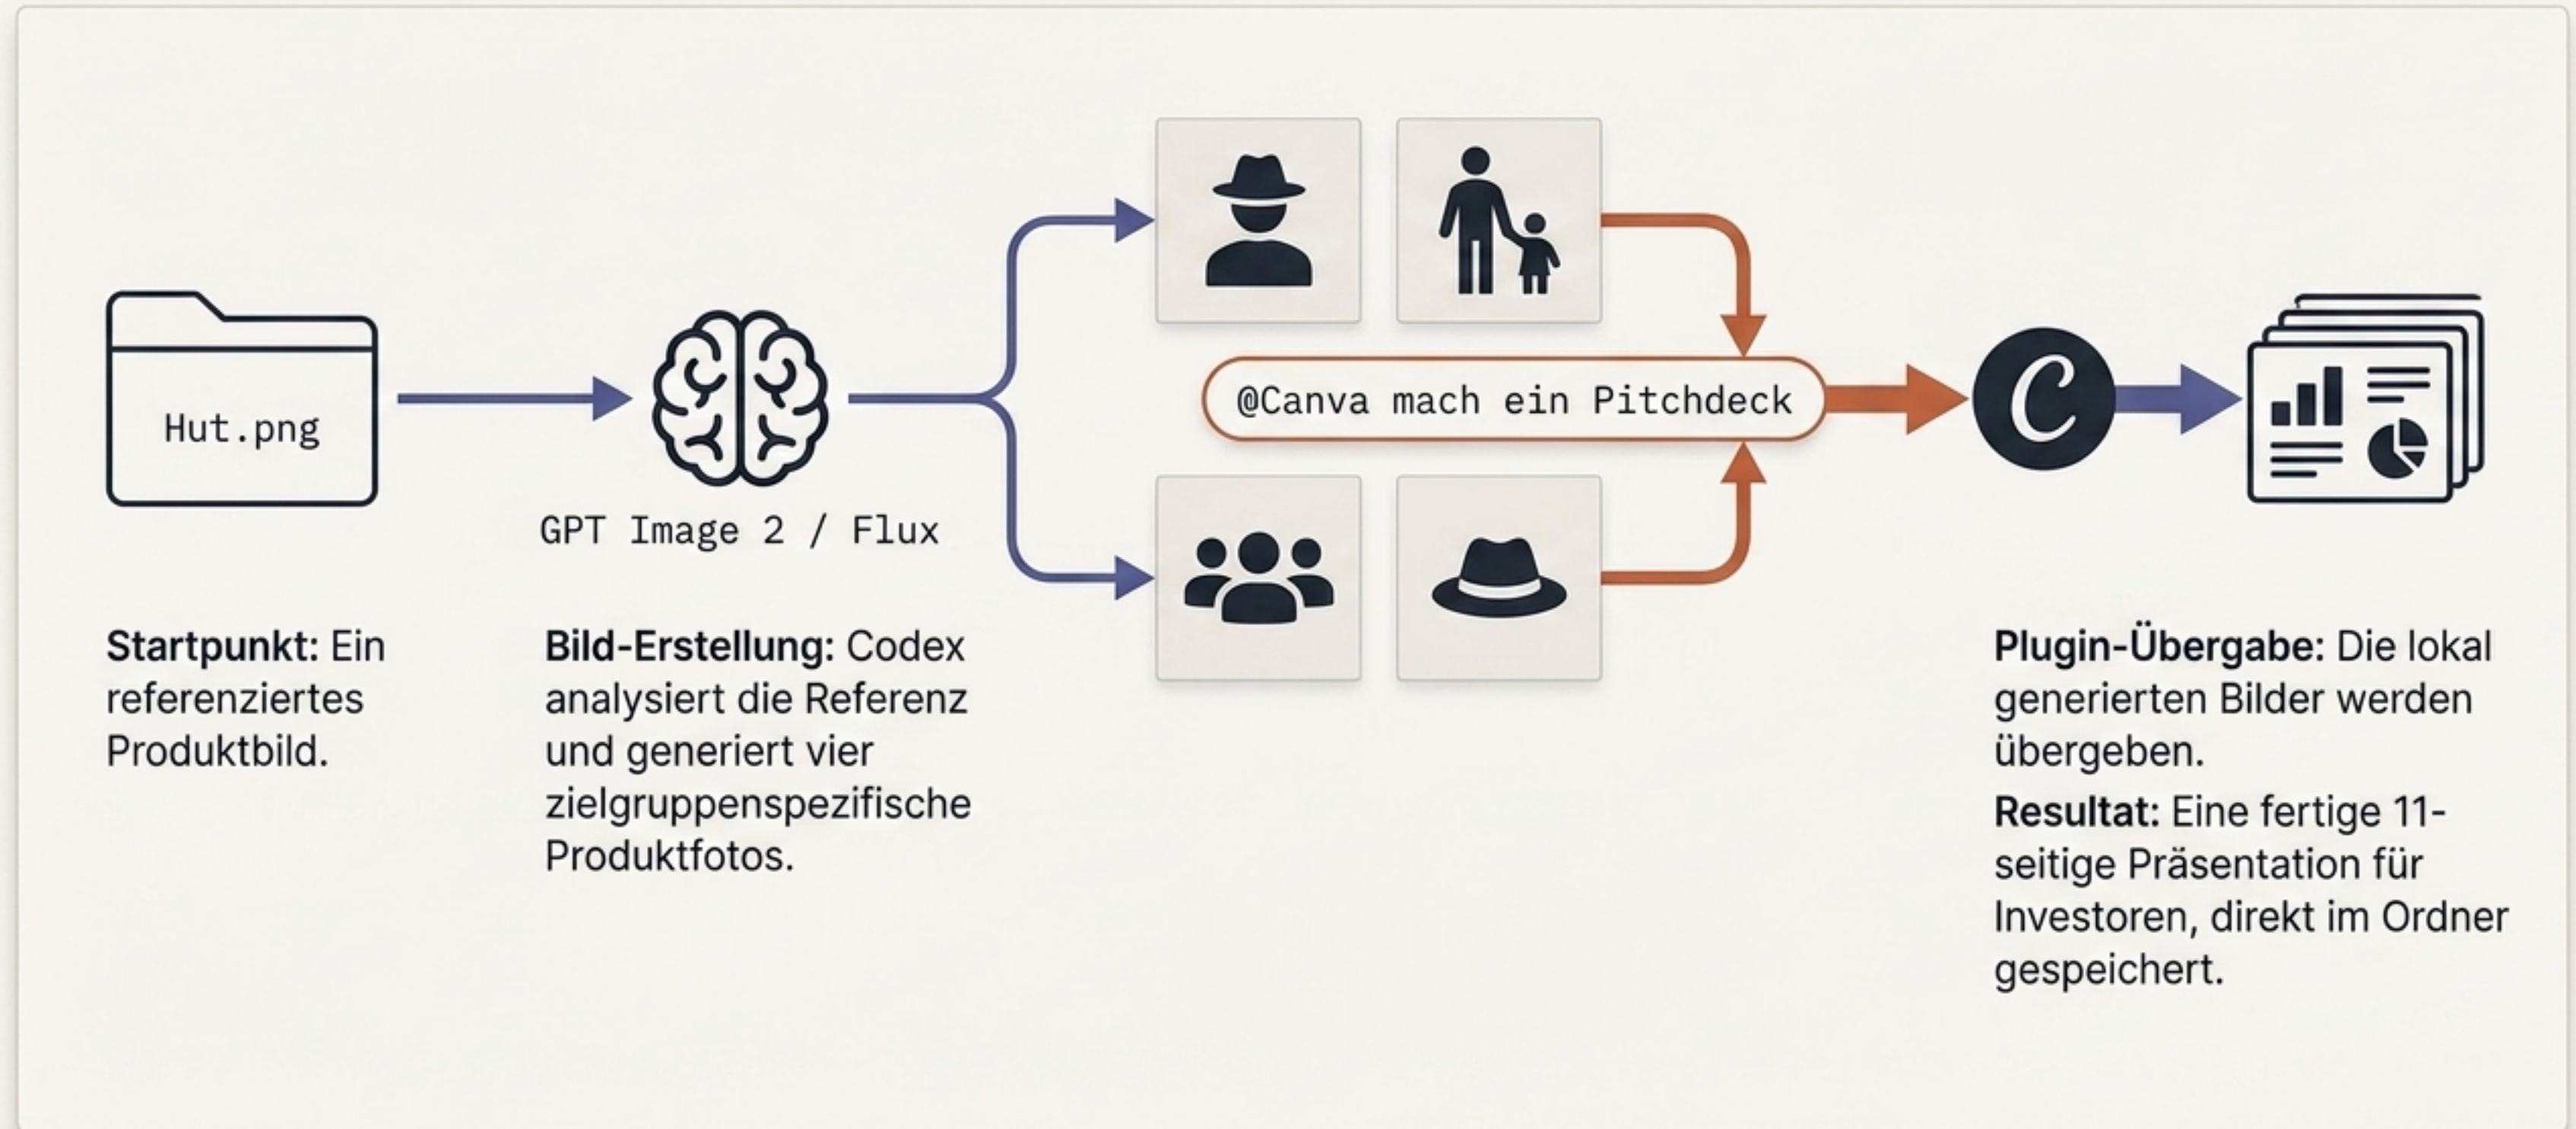 Hut.png
GPT Image 2 / Flux
@Canva mach ein Pitchdeck
C
Startpunkt: Ein
referenziertes
Produktbild.
Bild-Erstellung: Codex
analysiert die Referenz
und generiert vier
zielgruppenspezifische
Produktfotos.
Plugin-Übergabe: Die lokal
generierten Bilder werden
übergeben.
Resultat: Eine fertige 11-
seitige Präsentation für
Investoren, direkt im Ordner
gespeichert.